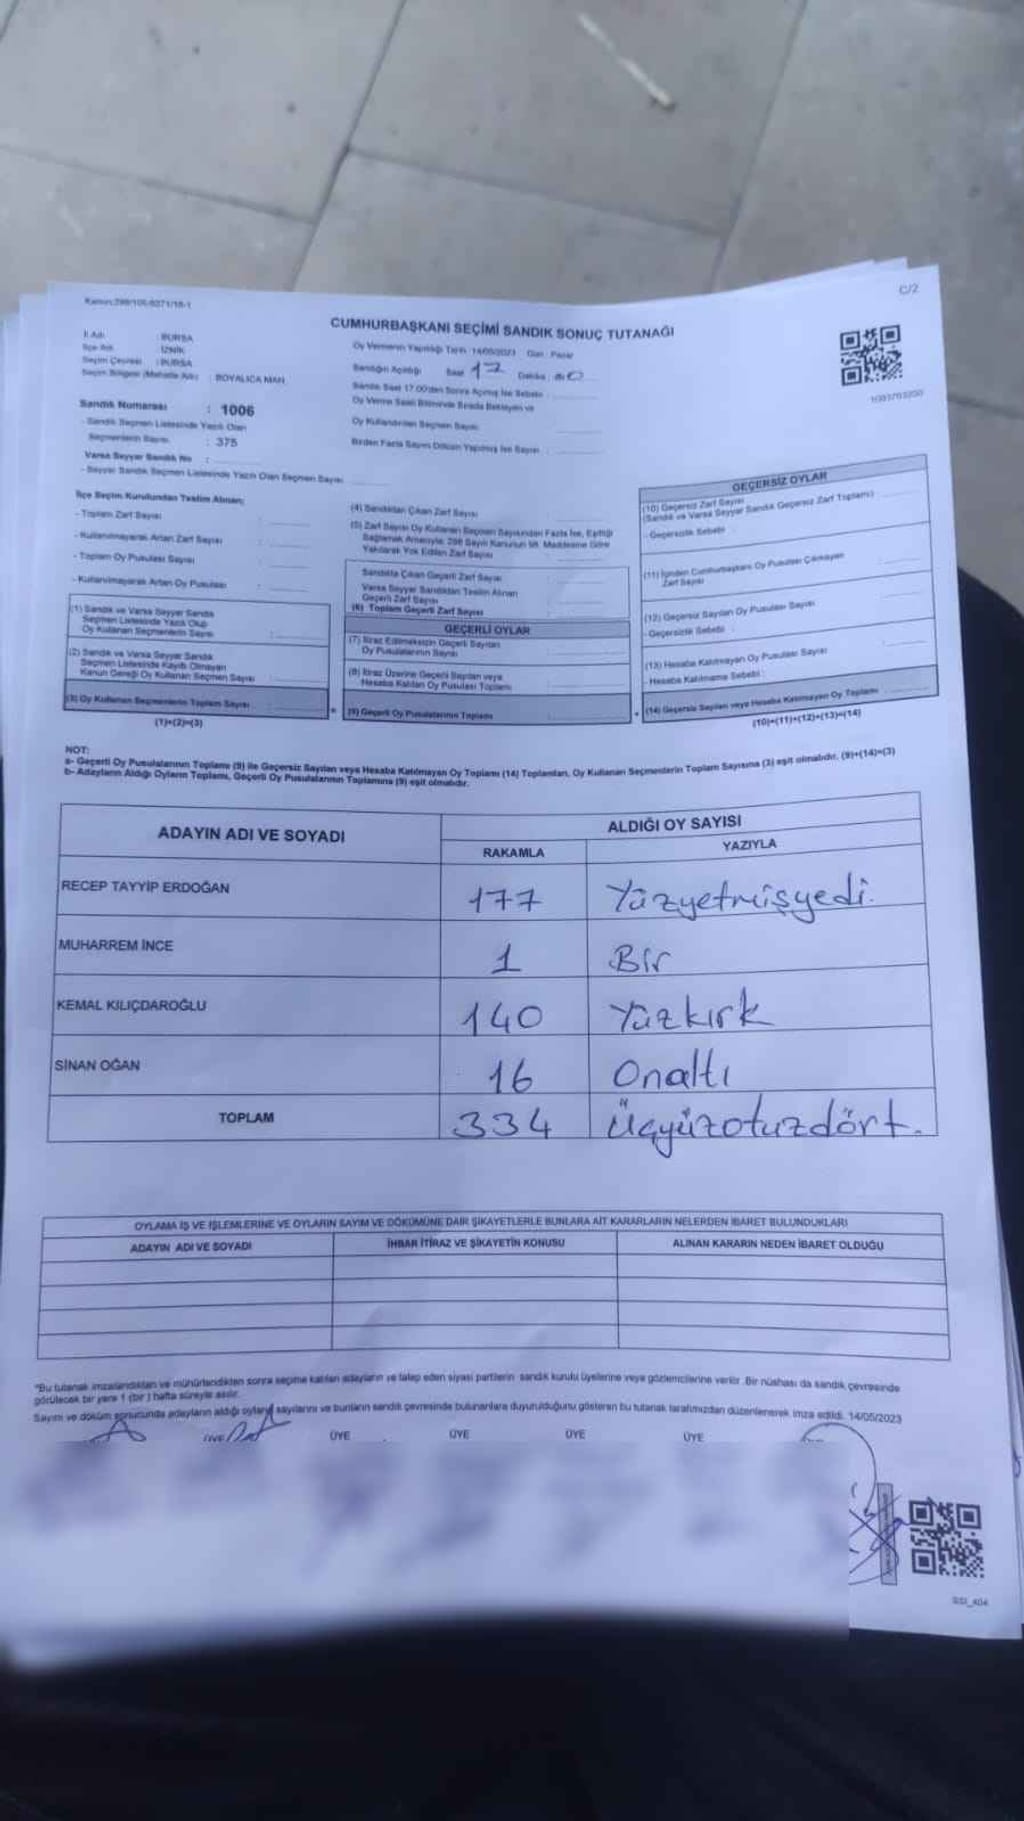 C/2
Kanun:298/105-6271/18-1
CUMHURBAŞKANI SEÇİMİ SANDIK SONUÇ TUTANAĞI
İl Adı : BURSA
İlçe Adı : İZNİK
Seçim Çevresi : BURSA
Seçim Bölgesi (Mahalle Adı) : BOYALICA MAH.
Oy Vermenin Yapıldığı Tarih :14/05/2023 Gün : Pazar
Sandığın Açıldığı Saat 17 Dakika
Sandık Saat 17.00'den Sonra Açılmış İse Sebebi :
Oy Verme Saati Bitiminde Sırada Bekleyen ve
Oy Kullandırılan Seçmen Sayısı
Birden Fazla Sayım Döküm Yapılmış İse Sayısı :
Sandık Numarası : 1006
- Sandık Seçmen Listesinde Yazılı Olan
Seçmenlerin Sayısı : 375
Varsa Seyyar Sandık No :
- Seyyar Sandık Seçmen Listesinde Yazılı Olan Seçmen Sayısı
İlçe Seçim Kurulundan Teslim Alınan;
- Toplam Zarf Sayısı :
- Kullanılmayarak Artan Zarf Sayısı :
- Toplam Oy Pusulası Sayısı :
- Kullanılmayarak Artan Oy Pusulası :
(1) Sandık ve Varsa Seyyar Sandık
Seçmen Listesinde Yazılı Olup
Oy Kullanan Seçmenlerin Sayısı :
(2) Sandık ve Varsa Seyyar Sandık
Seçmen Listesinde Kayıtlı Olmayan
Kanun Gereği Oy Kullanan Seçmen Sayısı :
(3) Oy Kullanan Seçmenlerin Toplam Sayısı :
(1)+(2)=(3)
(4) Sandıktan Çıkan Zarf Sayısı :
(5) Zarf Sayısı Oy Kullanan Seçmen Sayısından Fazla İse, Eşitliği
Sağlamak Amacıyla, 298 Sayılı Kanunun 98. Maddesine Göre
Yakılarak Yok Edilen Zarf Sayısı :
Sandıkta Çıkan Geçerli Zarf Sayısı :
Varsa Seyyar Sandıktan Teslim Alınan
Geçerli Zarf Sayısı :
(6) Toplam Geçerli Zarf Sayısı :
GEÇERLİ OYLAR
(7) İtiraz Edilmeksizin Geçerli Sayılan
Oy Pusulalarının Sayısı :
(8) İtiraz Üzerine Geçerli Sayılan veya
Hesaba Katılan Oy Pusulası Toplamı :
(9) Geçerli Oy Pusulalarının Toplamı :
GEÇERSİZ OYLAR
(10) Geçersiz Zarf Sayısı
(Sandık ve Varsa Seyyar Sandık Geçersiz Zarf Toplamı)
- Geçersizlik Sebebi :
(11) İçinden Cumhurbaşkanı Oy Pusulası Çıkmayan
Zarf Sayısı
(12) Geçersiz Sayılan Oy Pusulası Sayısı
- Geçersizlik Sebebi :
(13) Hesaba Katılmayan Oy Pusulası Sayısı
- Hesaba Katılmama Sebebi :
(14) Geçersiz Sayılan veya Hesaba Katılmayan Oy Toplamı
(10)+(11)+(12)+(13)=(14)
NOT:
a- Geçerli Oy Pusulalarının Toplamı (9) ile Geçersiz Sayılan veya Hesaba Katılmayan Oy Toplamı (14) Toplamları, Oy Kullanan Seçmenlerin Toplam Sayısına (3) eşit olmalıdır. (9)+(14)=(3)
b- Adayların Aldığı Oyların Toplamı, Geçerli Oy Pusulalarının Toplamına (9) eşit olmalıdır.
ADAYIN ADI VE SOYADI ALDIĞI OY SAYISI
RAKAMLA YAZIYLA
RECEP TAYYİP ERDOĞAN 177 Yüzyetmişyedi.
MUHARREM İNCE 1 Bir
KEMAL KILIÇDAROĞLU 140 Yüzkırk
SİNAN OĞAN 16 Onaltı
TOPLAM 334 Üçyüzotuzdört.
OYLAMA İŞ VE İŞLEMLERİNE VE OYLARIN SAYIM VE DÖKÜMÜNE DAİR ŞİKAYETLERLE BUNLARA AİT KARARLARIN NELERDEN İBARET BULUNDUKLARI
ADAYIN ADI VE SOYADI İHBAR İTİRAZ VE ŞİKAYETİN KONUSU ALINAN KARARIN NEDEN İBARET OLDUĞU
*Bu tutanak imzalandıktan ve mühürlendikten sonra seçime katılan adayların ve talep eden siyasi partilerin sandık kurulu üyelerine veya gözlemcilerine verilir. Bir nüshası da sandık çevresinde
görülecek bir yere 1 (bir ) hafta süreyle asılır.
Sayım ve döküm sonucunda adayların aldığı oyların sayılarını ve bunların sandık çevresinde bulunanlara duyurulduğunu gösteren bu tutanak tarafımızdan düzenlenerek imza edildi. 14/05/2023
ÜYE ÜYE ÜYE ÜYE ÜYE